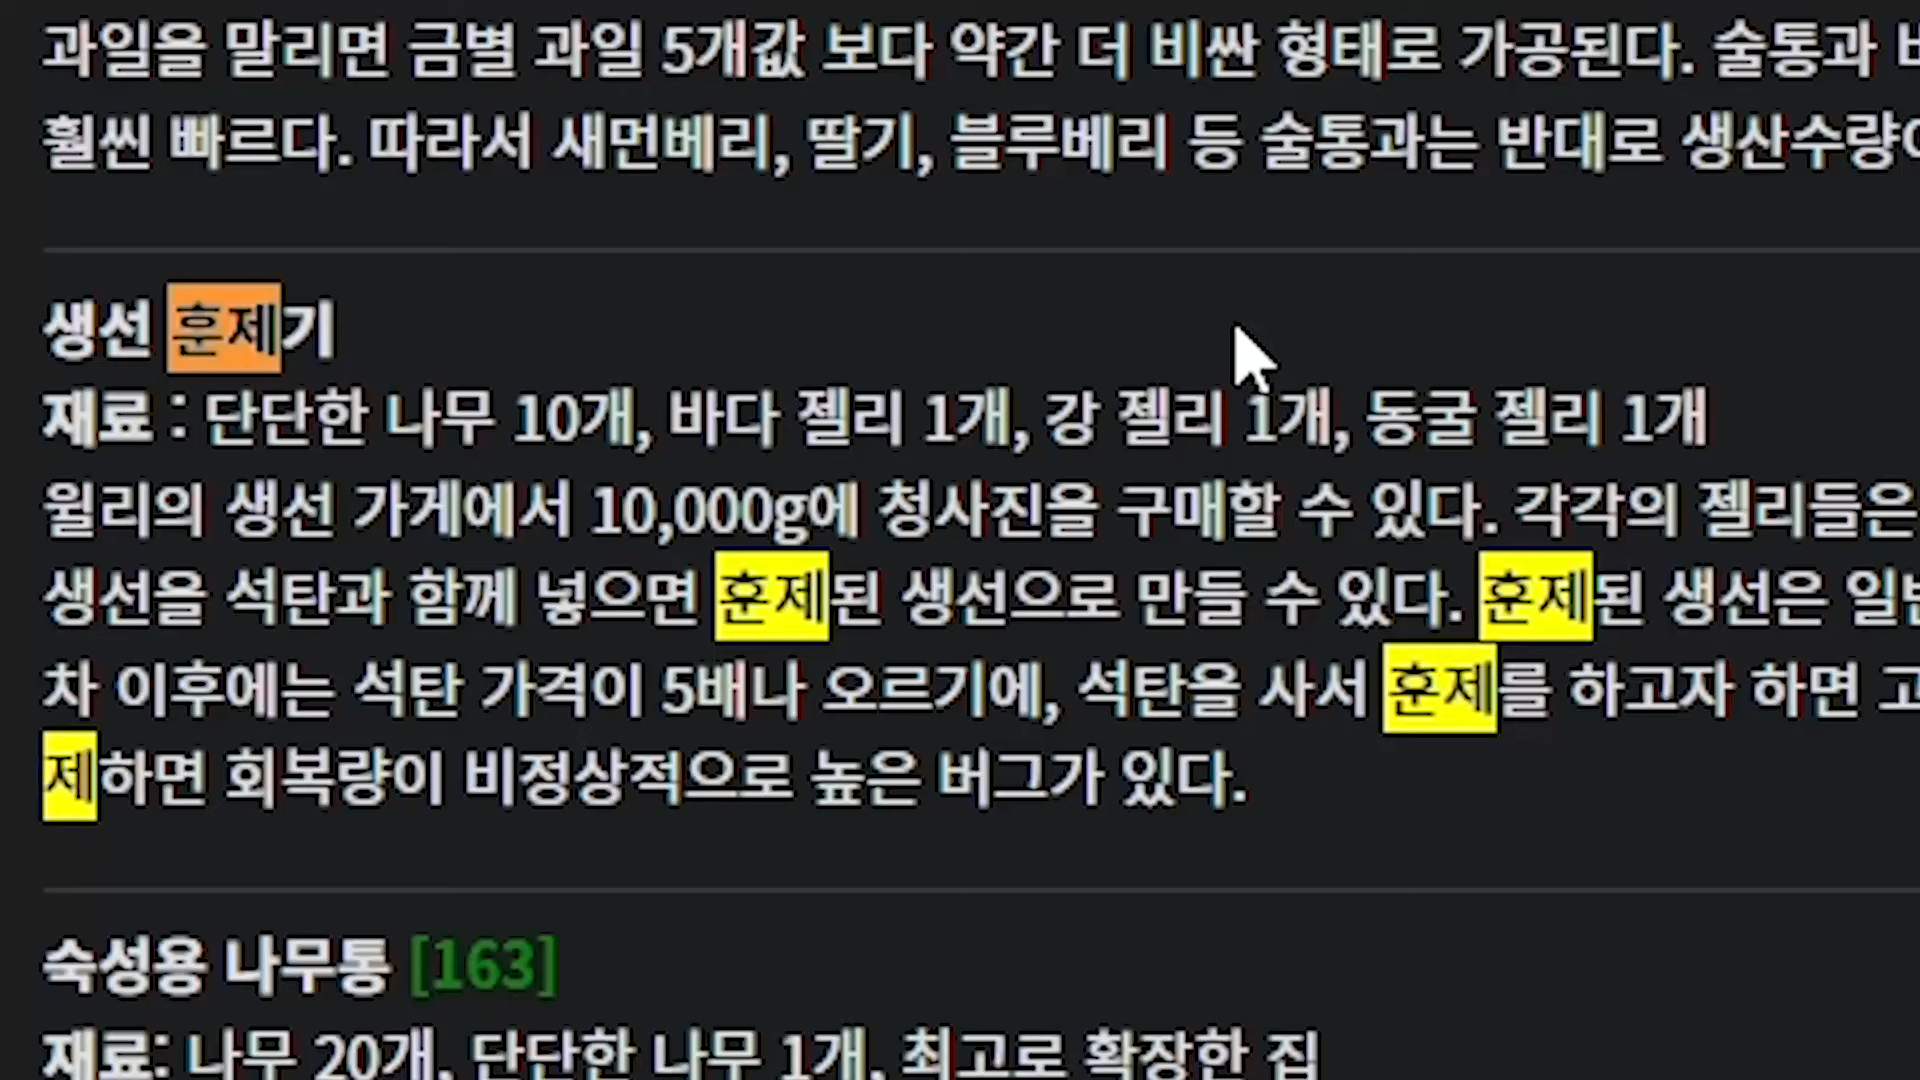 과일을 말리면 금별 과일 5개값 보다 약간 더 비싼 형태로 가공된다. 술통과
훨씬 빠르다. 따라서 새먼베리, 딸기, 블루베리 등 술통과는 반대로 생산수량
생선 훈제기
재료 : 단단한 나무 10개, 바다 젤리 1개, 강 젤리 1개, 동굴 젤리 1개
윌리의 생선 가게에서 10,000g에 청사진을 구매할 수 있다. 각각의 젤리들은
생선을 석탄과 함께 넣으면 훈제된 생선으로 만들 수 있다. 훈제된 생선은
차 이후에는 석탄 가격이 5배나 오르기에, 석탄을 사서 훈제를 하고자 하면
제하면 회복량이 비정상적으로 높은 버그가 있다.
숙성용 나무통 [163]
재료: 나무 20개, 단단한 나무 1개, 최고로 확장한 집